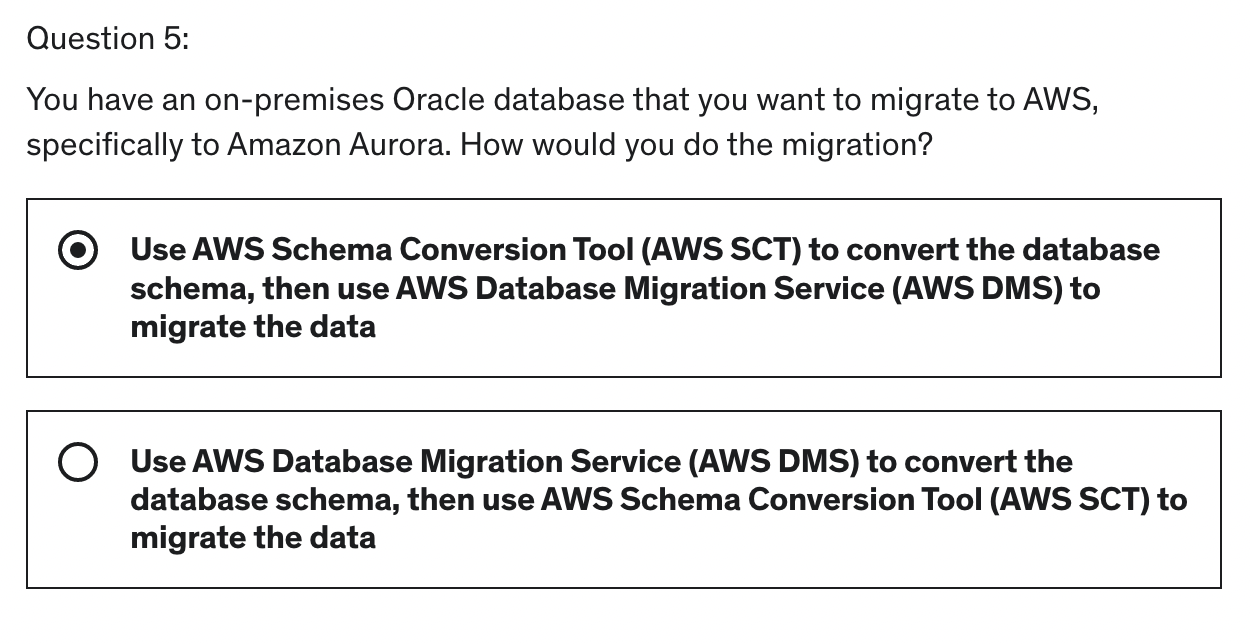 Question 5:
You have an on-premises Oracle database that you want to migrate to AWS,
specifically to Amazon Aurora. How would you do the migration?
Use AWS Schema Conversion Tool (AWS SCT) to convert the database
schema, then use AWS Database Migration Service (AWS DMS) to
migrate the data
Use AWS Database Migration Service (AWS DMS) to convert the
database schema, then use AWS Schema Conversion Tool (AWS SCT) to
migrate the data